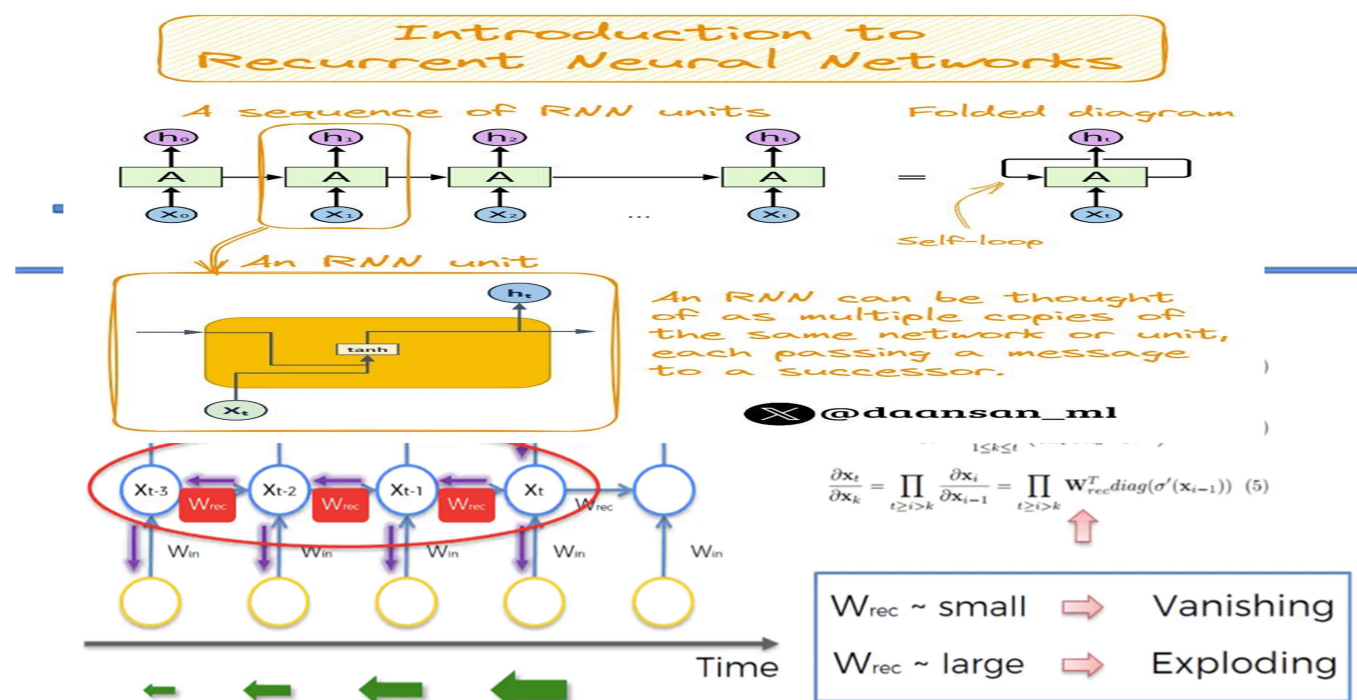 Introduction to
Recurrent Neural Networks
A sequence of RNN units
Folded diagram
h₀ h₁ h₂ hₜ = hₜ
A A A A A
x₀ x₁ x₂ ... xₜ xₜ
Self-loop
An RNN unit
hₜ
tanh
xₜ
An RNN can be thought
of as multiple copies of
the same network or unit,
each passing a message
to a successor.
@daansan_ml
)
)
1≤k≤t
Xt-3 Xt-2 Xt-1 Xt
Wrec Wrec Wrec Wrec
Win Win Win Win Win
∂xₜ/∂xₖ = ∏ t≥i>k ∂xᵢ/∂xᵢ₋₁ = ∏ t≥i>k Wᵀrec diag(σ′(xᵢ₋₁)) (5)
Time
Wrec ~ small Vanishing
Wrec ~ large Exploding